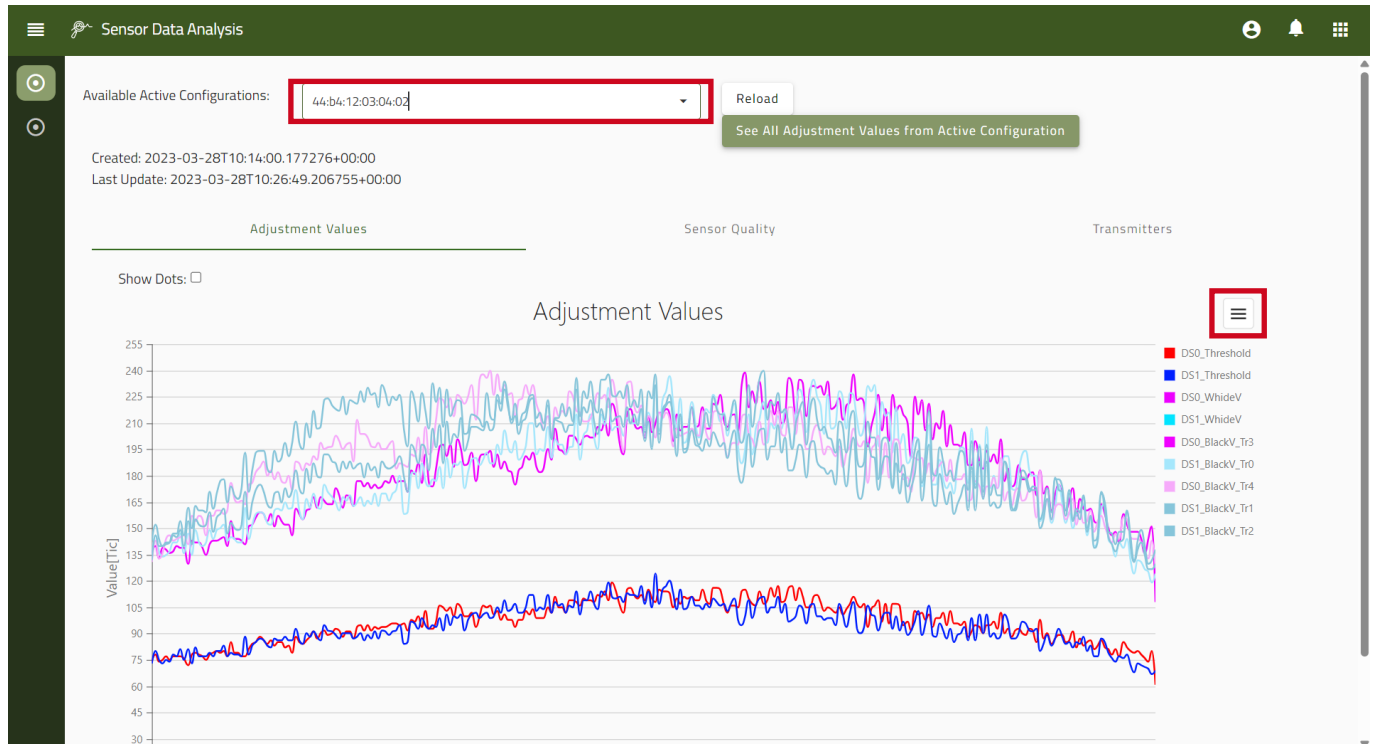 Sensor Data Analysis
Available Active Configurations:
44:b4:12:03:04:02
Reload
See All Adjustment Values from Active Configuration
Created: 2023-03-28T10:14:00.177276+00:00
Last Update: 2023-03-28T10:26:49.206755+00:00
Adjustment Values
Sensor Quality
Transmitters
Show Dots:
Adjustment Values
Value[Tic]
255
240
225
210
195
180
165
150
135
120
105
90
75
60
45
30
DS0_Threshold
DS1_Threshold
DS0_WhideV
DS1_WhideV
DS0_BlackV_Tr3
DS1_BlackV_Tr0
DS0_BlackV_Tr4
DS1_BlackV_Tr1
DS1_BlackV_Tr2